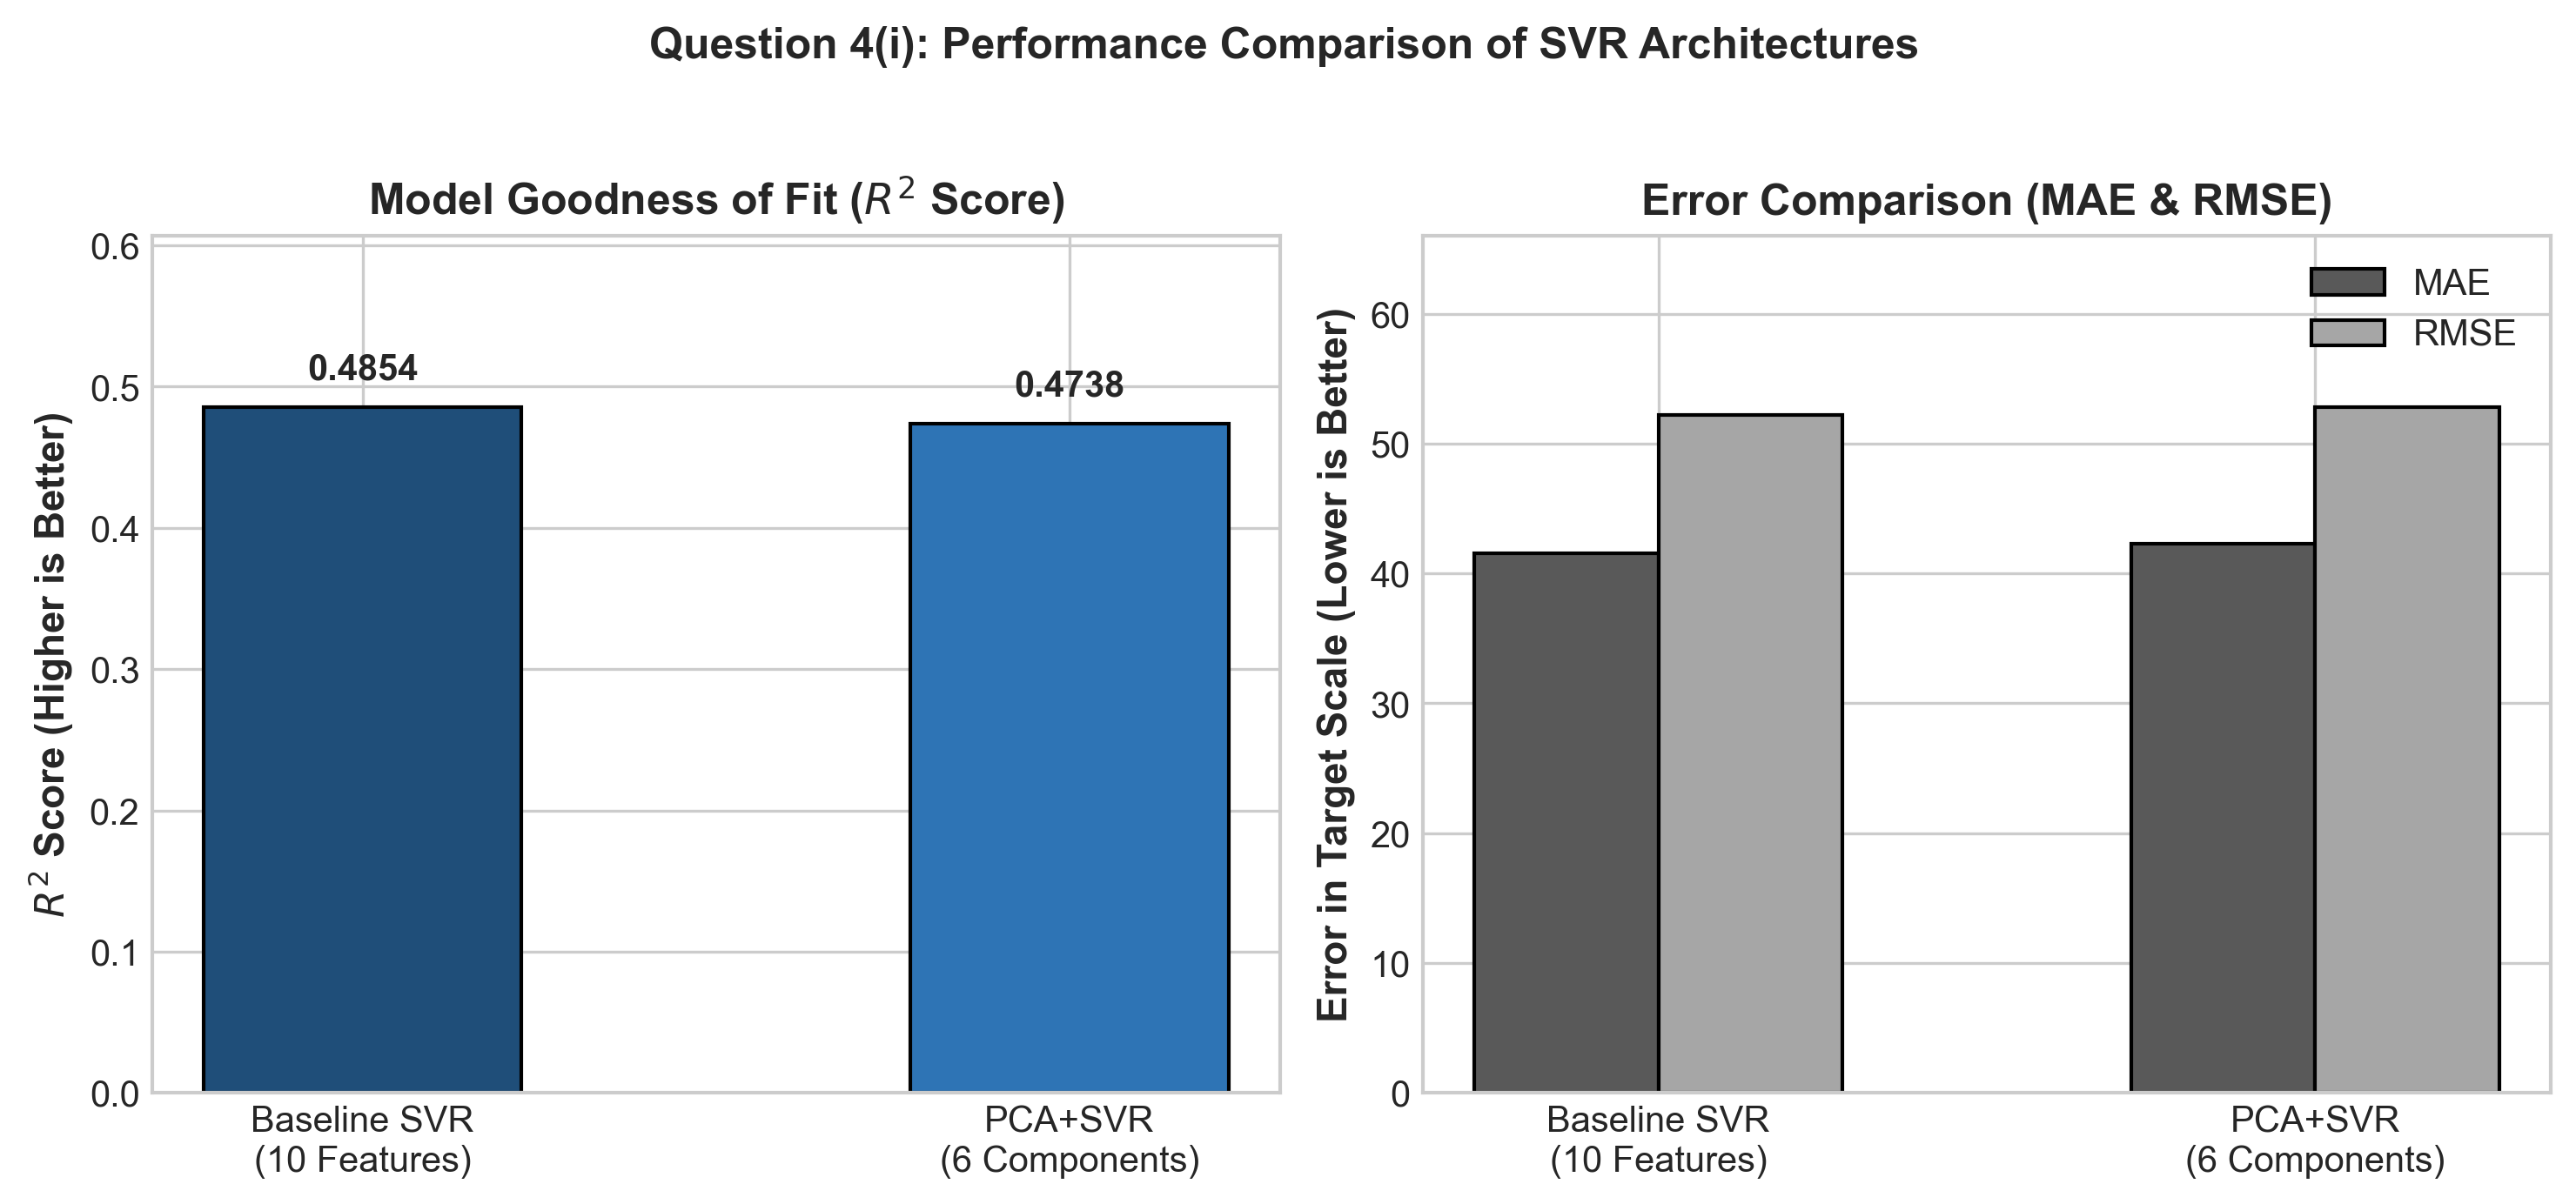 Question 4(i): Performance Comparison of SVR Architectures
Model Goodness of Fit (R² Score)
R² Score (Higher is Better)
0.6
0.5
0.4
0.3
0.2
0.1
0.0
0.4854
0.4738
Baseline SVR
(10 Features)
PCA+SVR
(6 Components)
Error Comparison (MAE & RMSE)
Error in Target Scale (Lower is Better)
60
50
40
30
20
10
0
MAE
RMSE
Baseline SVR
(10 Features)
PCA+SVR
(6 Components)